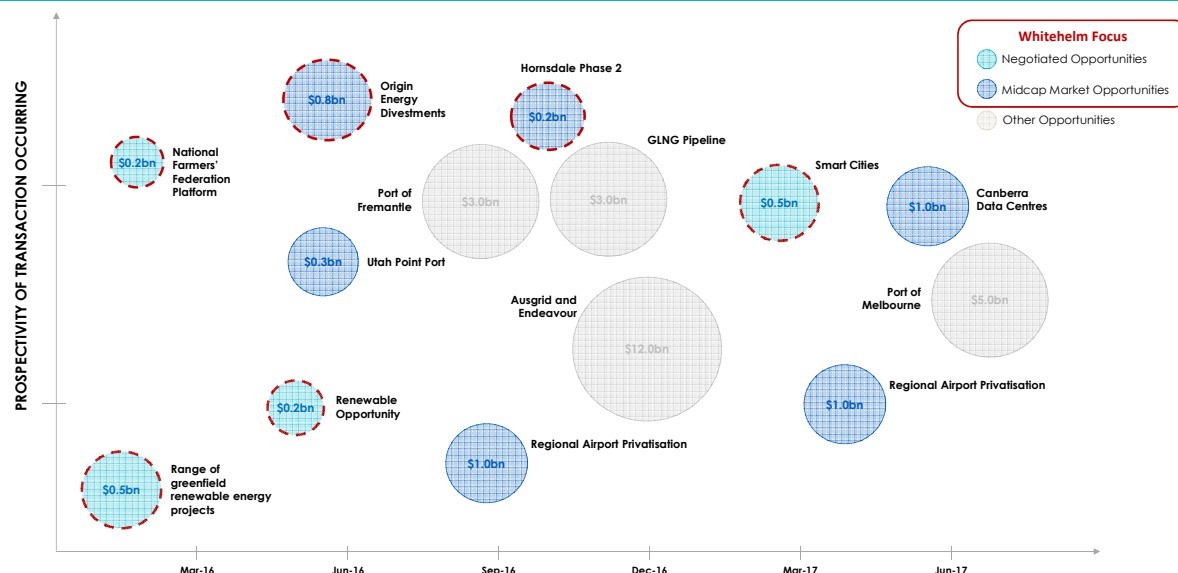 PROSPECTIVITY OF TRANSACTION OCCURRING
Whitehelm Focus
Negotiated Opportunities
Midcap Market Opportunities
Other Opportunities
$0.8bn
Origin
Energy
Divestments
Hornsdale Phase 2
$0.2bn
$0.2bn
National
Farmers'
Federation
Platform
Port of
Fremantle
$3.0bn
GLNG Pipeline
$3.0bn
Smart Cities
$0.5bn
$1.0bn
Canberra
Data Centres
$0.3bn
Utah Point Port
Ausgrid and
Endeavour
$12.0bn
Port of
Melbourne
$5.0bn
$0.2bn
Renewable
Opportunity
Regional Airport Privatisation
$1.0bn
Regional Airport Privatisation
$1.0bn
$0.5bn
Range of
greenfield
renewable energy
projects
Mar-16
Jun-16
Sep-16
Dec-16
Mar-17
Jun-17